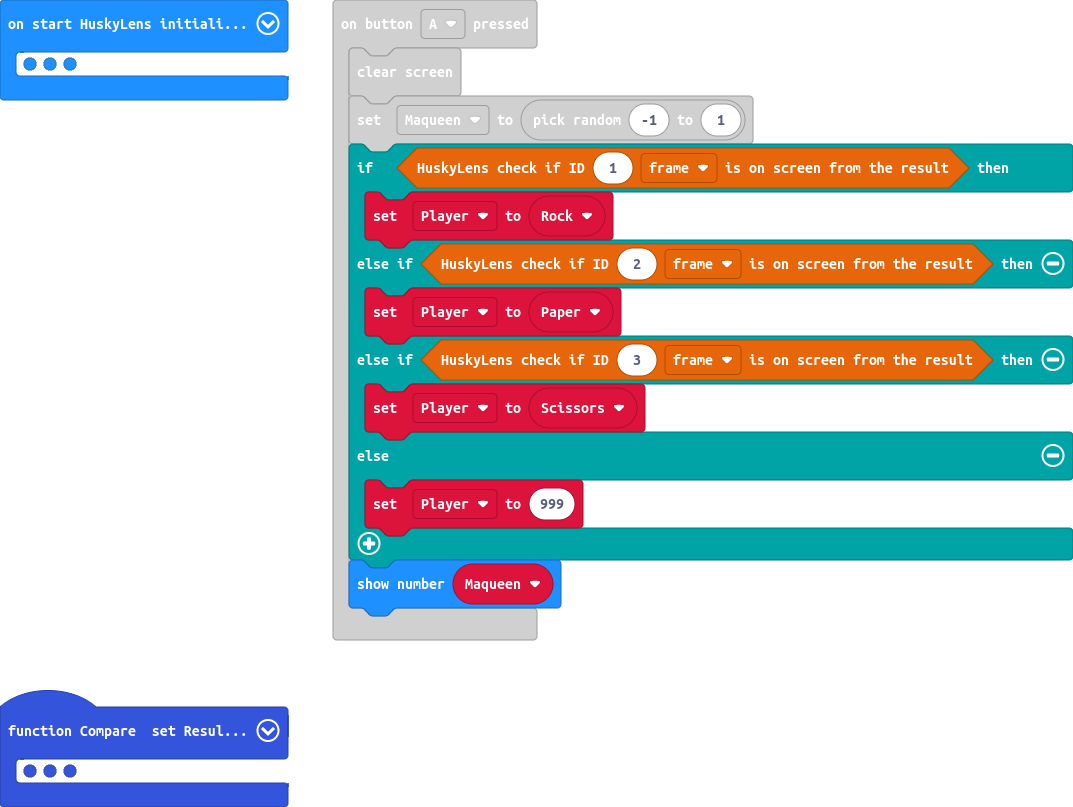 on start HuskyLens initiali...
on button A pressed
clear screen
set Maqueen to pick random -1 to 1
if HuskyLens check if ID 1 frame is on screen from the result then
set Player to Rock
else if HuskyLens check if ID 2 frame is on screen from the result then
set Player to Paper
else if HuskyLens check if ID 3 frame is on screen from the result then
set Player to Scissors
else
set Player to 999
show number Maqueen
function Compare set Resul...